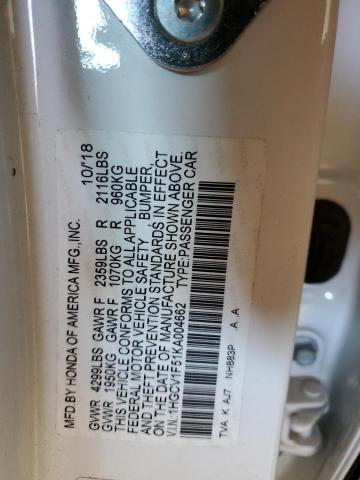 MFD.BY HONDA OF AMERICA MFG.,INC. 10/18
GVWR 4299LBS GAWR F 2359LBS R 2116LBS
GVWR 1950KG GAWR F 1070KG R 960KG
THIS VEHICLE CONFORMS TO ALL APPLICABLE
FEDERAL MOTOR VEHICLE SAFETY , BUMPER,
AND THEFT PREVENTION STANDARDS IN EFFECT
ON THE DATE OF MANUFACTURE SHOWN ABOVE.
V.I.N.:1HGCV1F51KA004662 TYPE:PASSENGER CAR
TVA K AJ7 NH883P A A